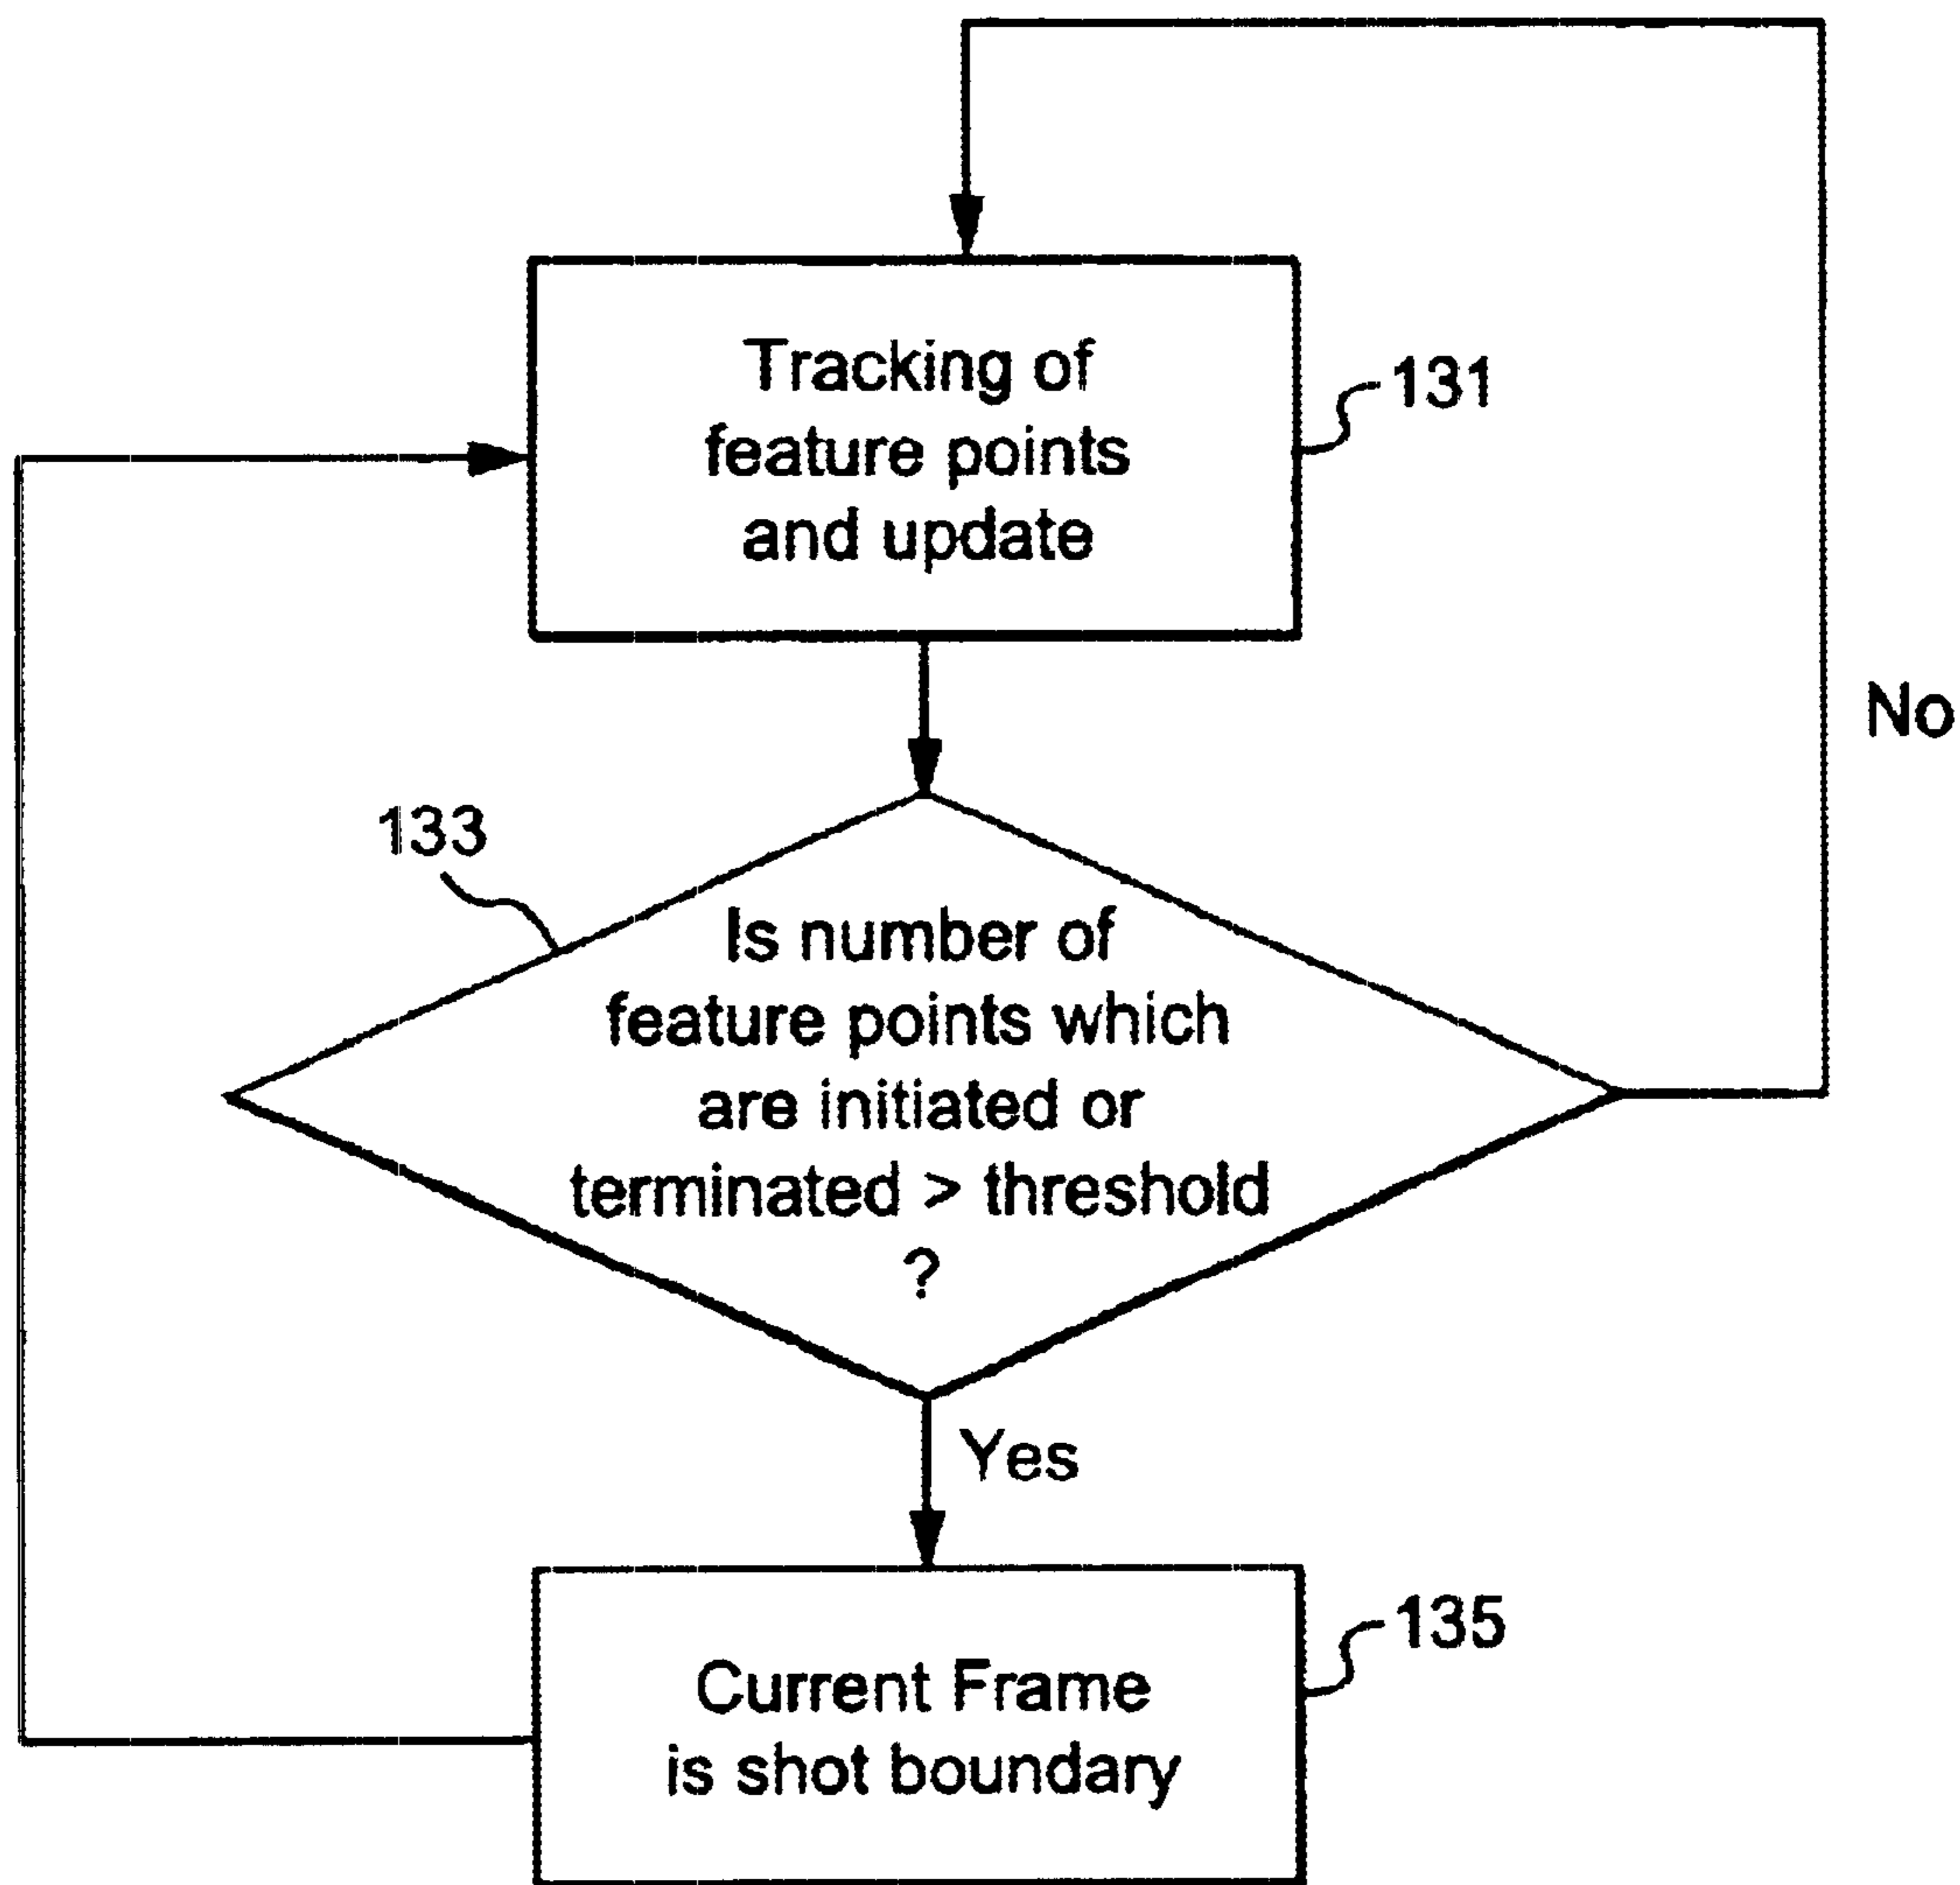 Tracking of
feature points
and update
131
No
133
Is number of
feature points which
are initiated or
terminated > threshold
?
Yes
135
Current Frame
is shot boundary